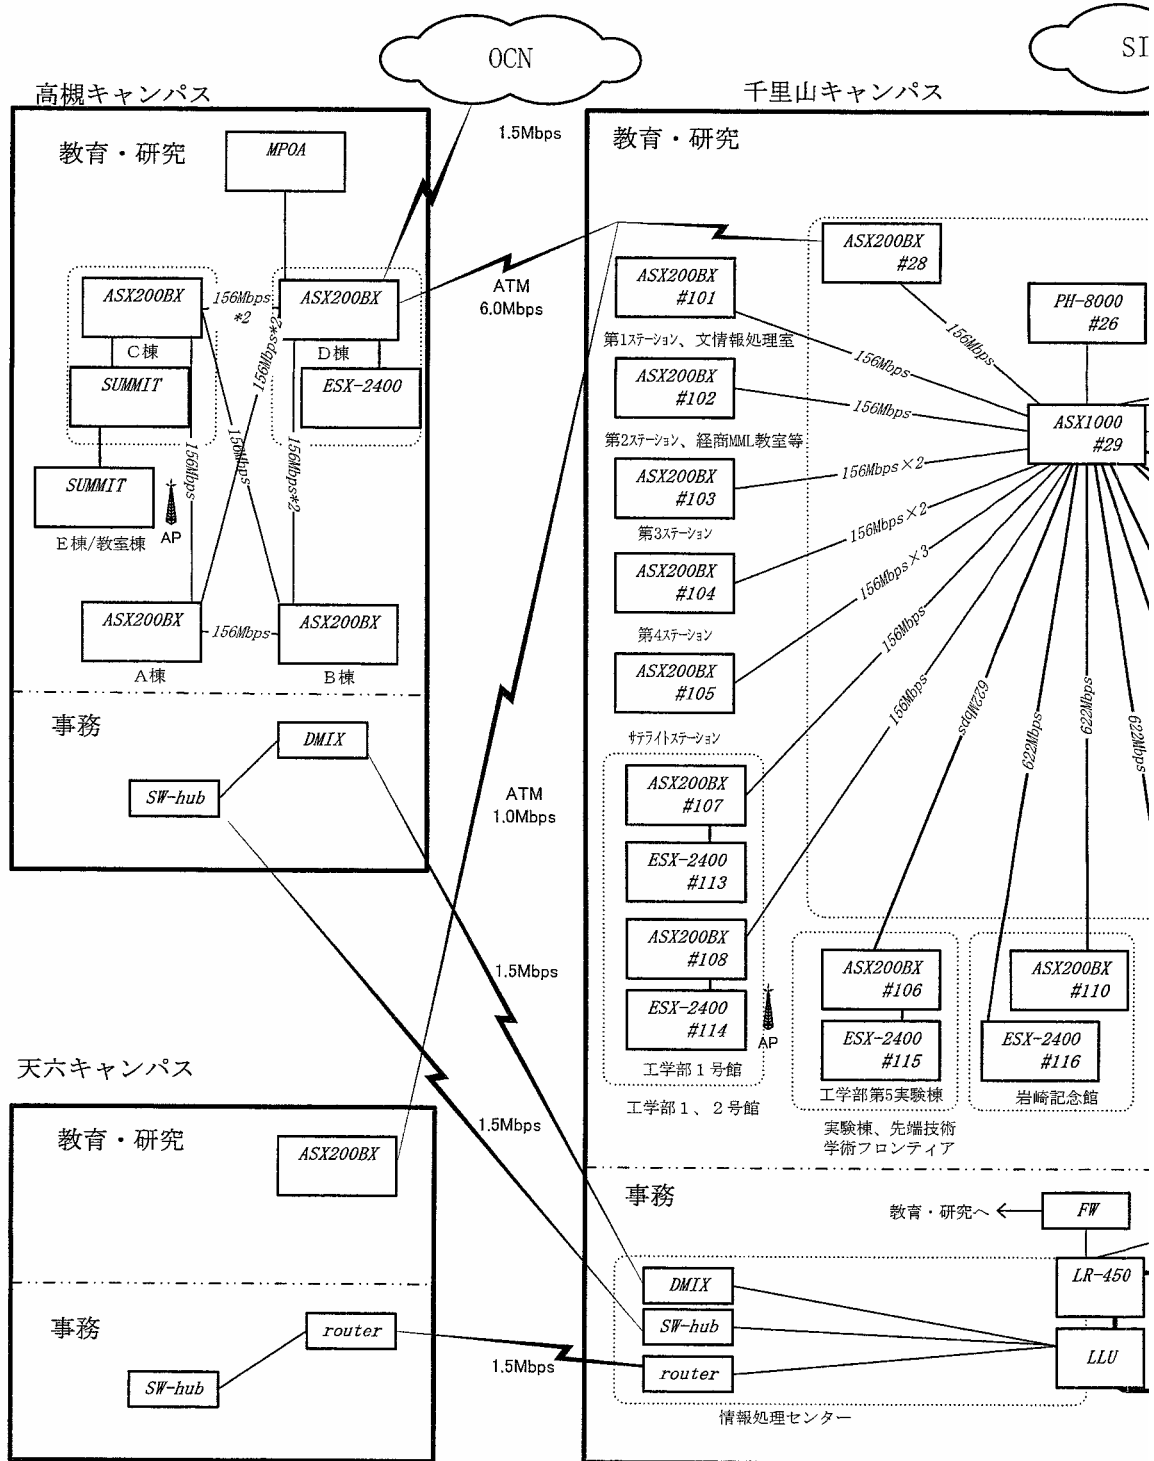 OCN
SI
高槻キャンパス
千里山キャンパス
1.5Mbps
教育・研究
MPOA
ASX200BX
156Mbps
*2
ASX200BX
C棟
D棟
SUMMIT
ESX-2400
156Mbps*2
156Mbps
156Mbps
156Mbps*2
SUMMIT
AP
E棟/教室棟
ASX200BX
156Mbps
ASX200BX
A棟
B棟
事務
DMIX
SW-hub
ATM
6.0Mbps
ATM
1.0Mbps
1.5Mbps
1.5Mbps
天六キャンパス
教育・研究
ASX200BX
事務
router
SW-hub
1.5Mbps
教育・研究
ASX200BX
#28
ASX200BX
#101
第1ステーション、文情報処理室
PH-8000
#26
156Mbps
156Mbps
ASX200BX
#102
156Mbps
ASX1000
#29
第2ステーション、経商MML教室等
ASX200BX
#103
156Mbps×2
第3ステーション
ASX200BX
#104
156Mbps×2
第4ステーション
156Mbps×3
ASX200BX
#105
サテライトステーション
156Mbps
156Mbps
622Mbps
622Mbps
622Mbps
622Mbps
ASX200BX
#107
ESX-2400
#113
ASX200BX
#108
ESX-2400
#114
AP
工学部1号館
工学部1、2号館
ASX200BX
#106
ESX-2400
#115
工学部第5実験棟
実験棟、先端技術
学術フロンティア
ASX200BX
#110
ESX-2400
#116
岩崎記念館
事務
教育・研究へ
FW
DMIX
LR-450
SW-hub
LLU
router
情報処理センター